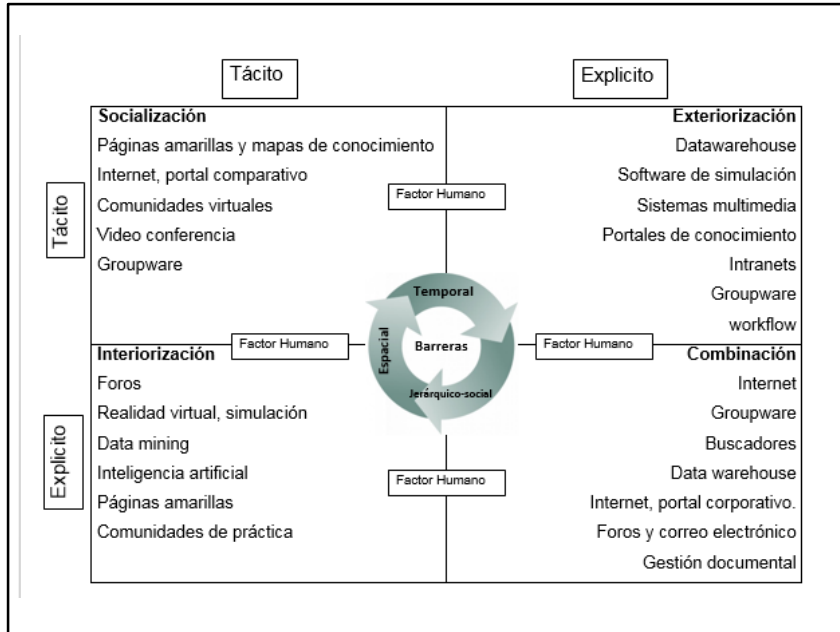 Tácito
Explicito
Tácito
Socialización
Páginas amarillas y mapas de conocimiento
Internet, portal comparativo
Comunidades virtuales
Video conferencia
Groupware
Exteriorización
Datawarehouse
Software de simulación
Sistemas multimedia
Portales de conocimiento
Intranets
Groupware
workflow
Factor Humano
Factor Humano
Temporal
Espacial
Barreras
Jerárquico-social
Factor Humano
Explicito
Interiorización
Foros
Realidad virtual, simulación
Data mining
Inteligencia artificial
Páginas amarillas
Comunidades de práctica
Factor Humano
Combinación
Internet
Groupware
Buscadores
Data warehouse
Internet, portal corporativo.
Foros y correo electrónico
Gestión documental